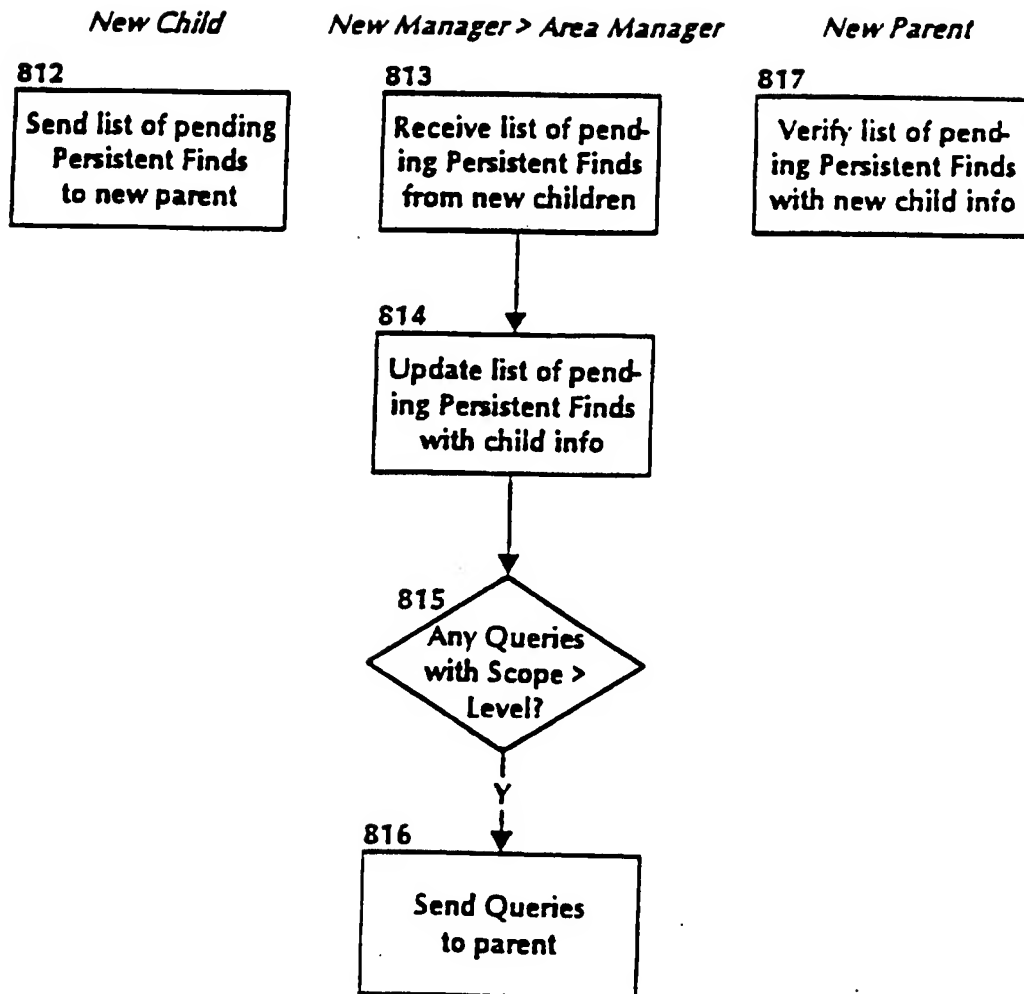 New Child
New Manager > Area Manager
New Parent
812
Send list of pending
Persistent Finds
to new parent
813
Receive list of pend-
ing Persistent Finds
from new children
817
Verify list of pend-
ing Persistent Finds
with new child info
814
Update list of pend-
ing Persistent Finds
with child info
815
Any Queries
with Scope >
Level?
Y
816
Send Queries
to parent